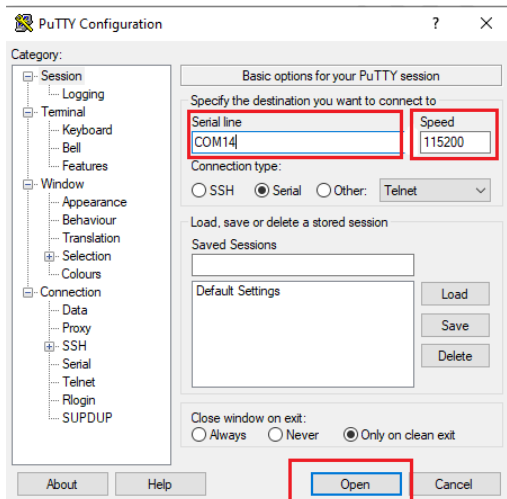 PuTTY Configuration ? ×
Category:
Session
Logging
Terminal
Keyboard
Bell
Features
Window
Appearance
Behaviour
Translation
Selection
Colours
Connection
Data
Proxy
SSH
Serial
Telnet
Rlogin
SUPDUP
Basic options for your PuTTY session
Specify the destination you want to connect to
Serial line Speed
COM14 115200
Connection type:
SSH Serial Other: Telnet
Load, save or delete a stored session
Saved Sessions
Default Settings
Load
Save
Delete
Close window on exit:
Always Never Only on clean exit
About Help Open Cancel